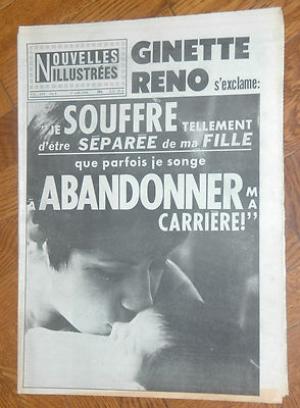 NOUVELLES
ILLUSTRÉES
GINETTE
RENO s'exclame:
"JE SOUFFRE TELLEMENT
d'être SÉPARÉE de ma FILLE
que parfois je songe
À ABANDONNER MA
CARRIÈRE!"